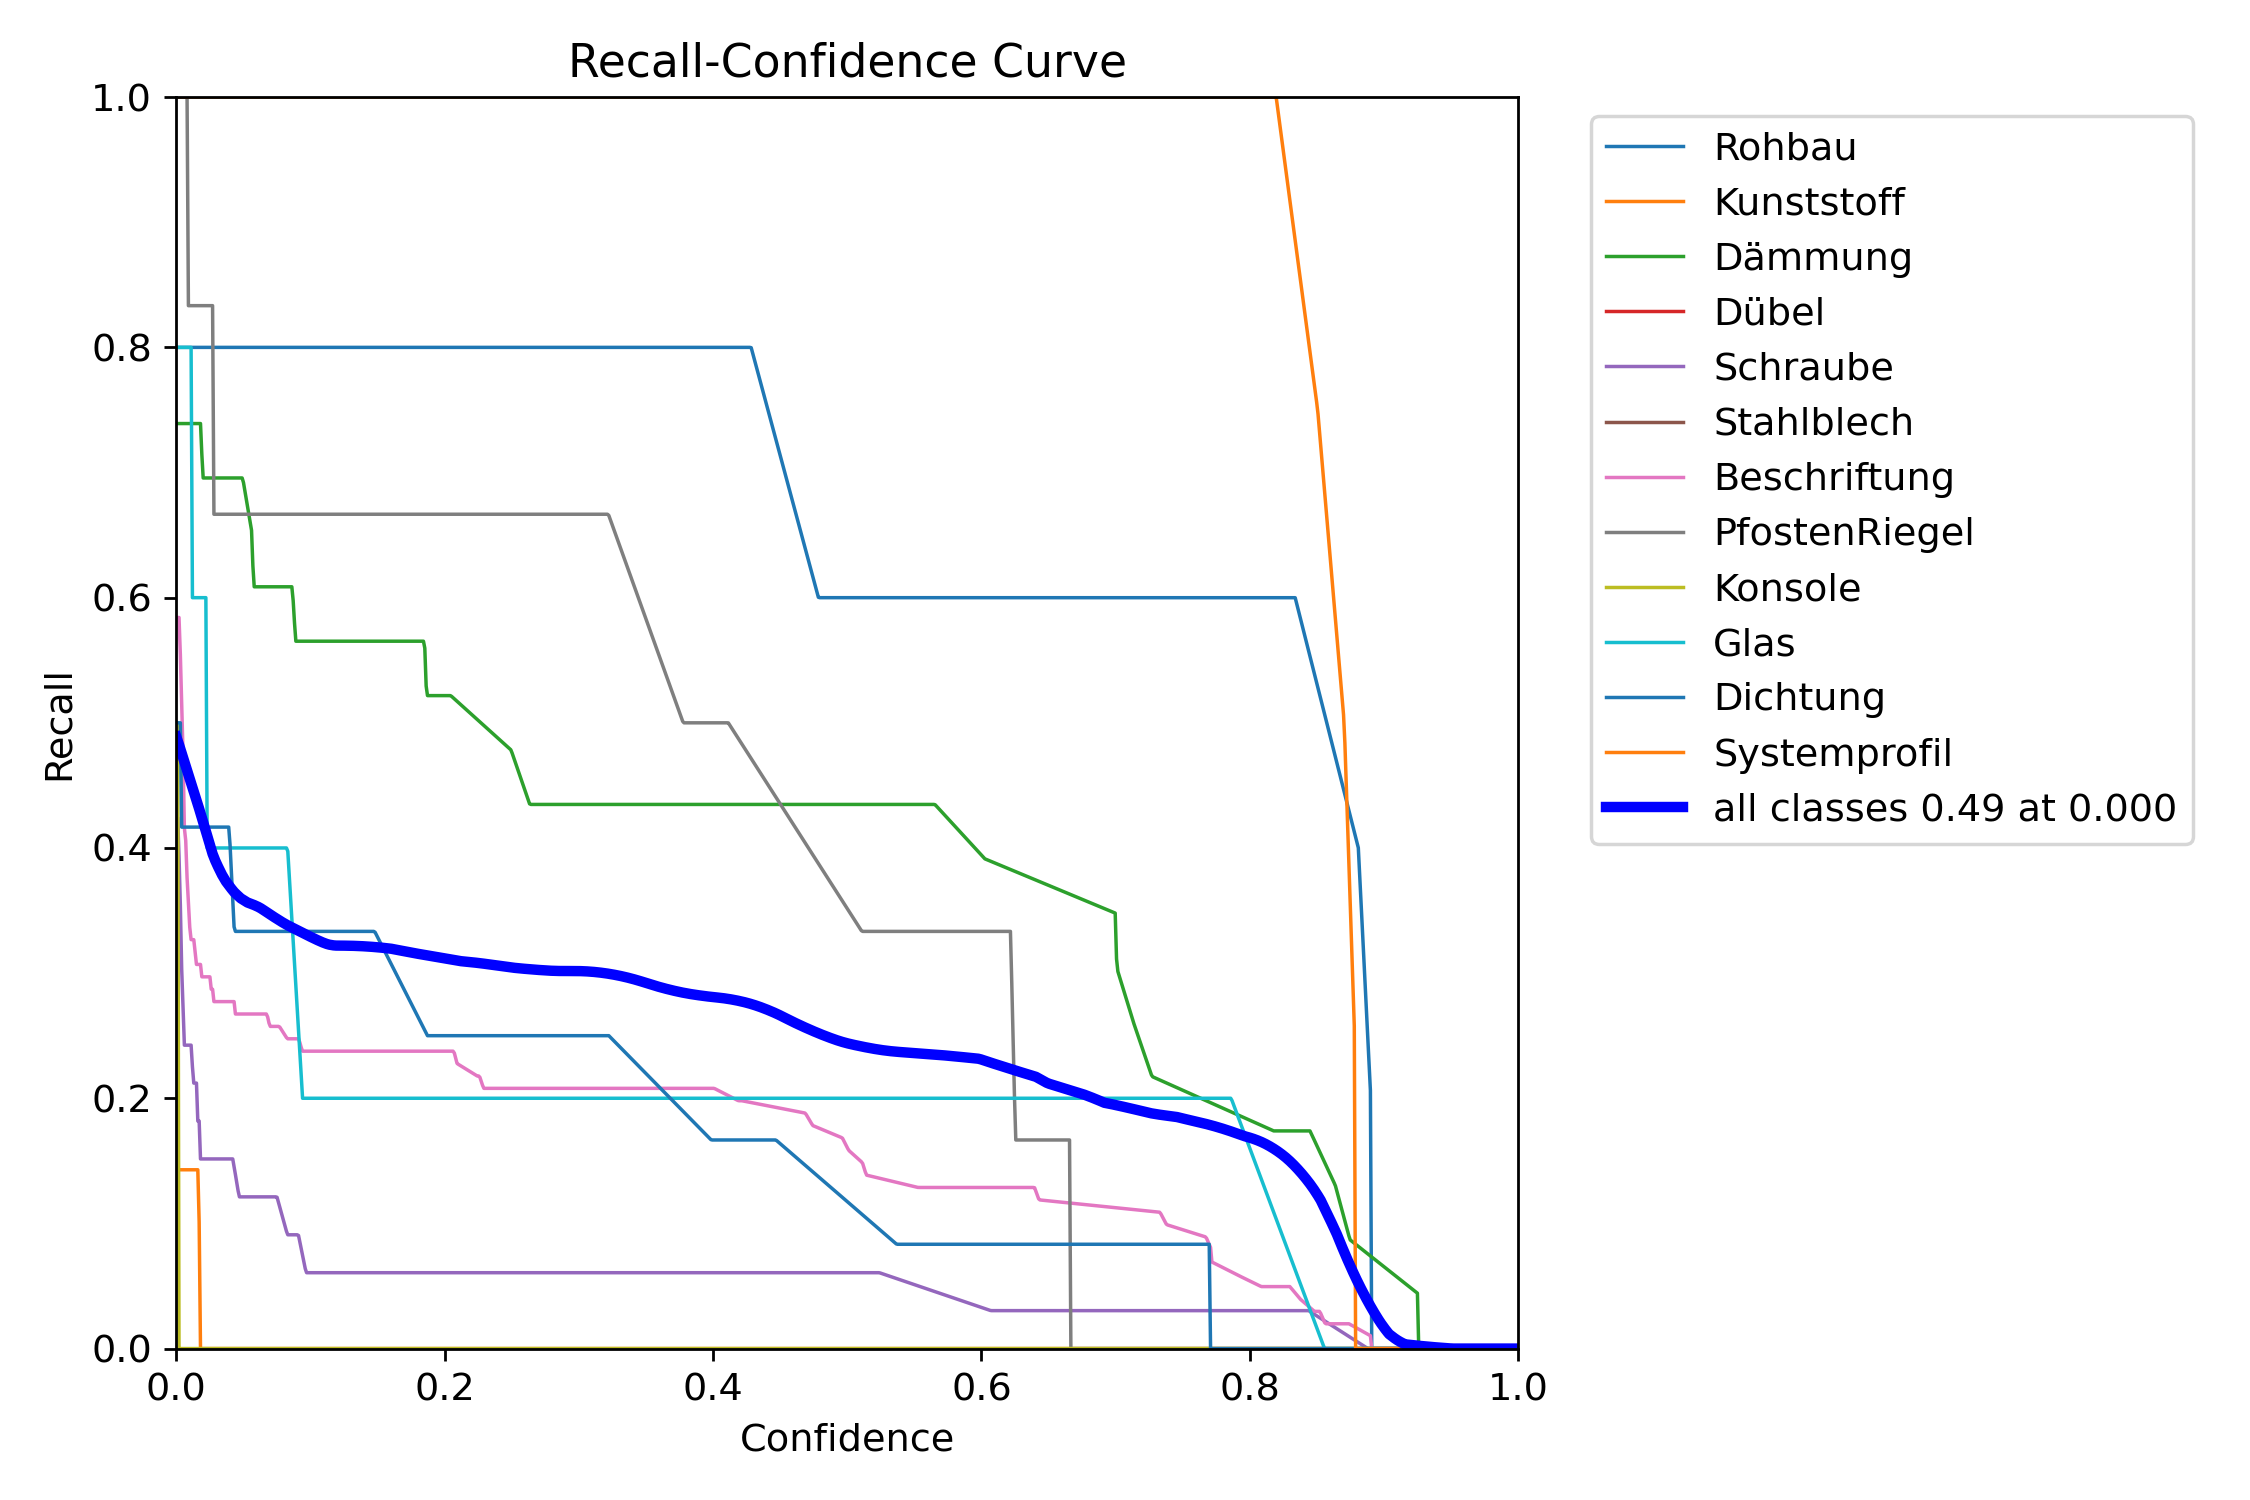 Recall-Confidence Curve
1.0
0.8
0.6
0.4
0.2
0.0
Recall
0.0 0.2 0.4 0.6 0.8 1.0
Confidence
Rohbau
Kunststoff
Dämmung
Dübel
Schraube
Stahlblech
Beschriftung
PfostenRiegel
Konsole
Glas
Dichtung
Systemprofil
all classes 0.49 at 0.000